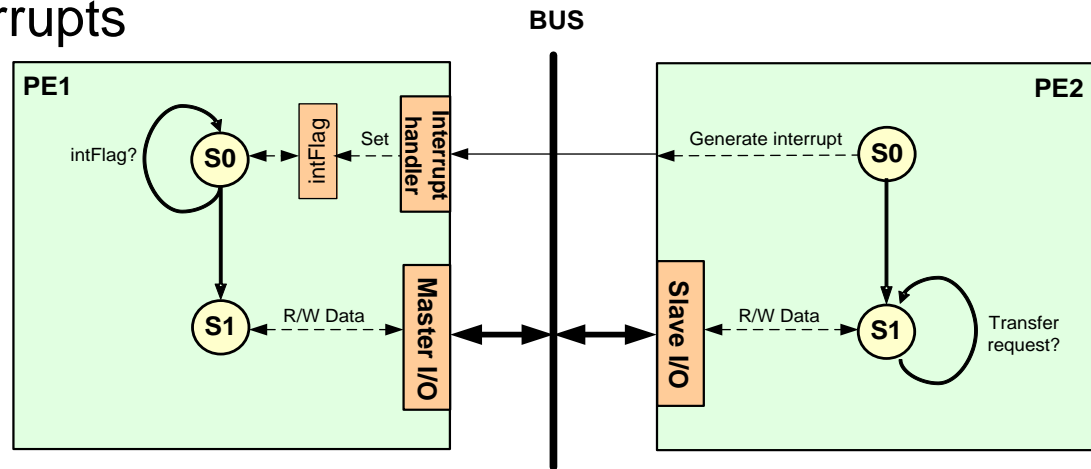 BUS
PE1
intFlag?
S0
intFlag
Set
Interrupt
handler
S1
R/W Data
Master I/O
PE2
Generate interrupt
S0
Slave I/O
R/W Data
S1
Transfer
request?